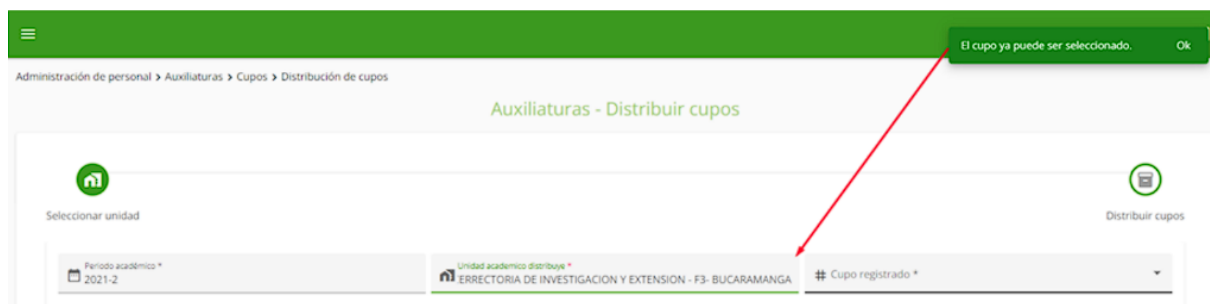 El cupo ya puede ser seleccionado. Ok
Administración de personal > Auxiliaturas > Cupos > Distribución de cupos
Auxiliaturas - Distribuir cupos
Seleccionar unidad
Distribuir cupos
Periodo académico *
2021-2
Unidad academico distribuye *
ERRECTORIA DE INVESTIGACION Y EXTENSION - F3- BUCARAMANGA
# Cupo registrado *